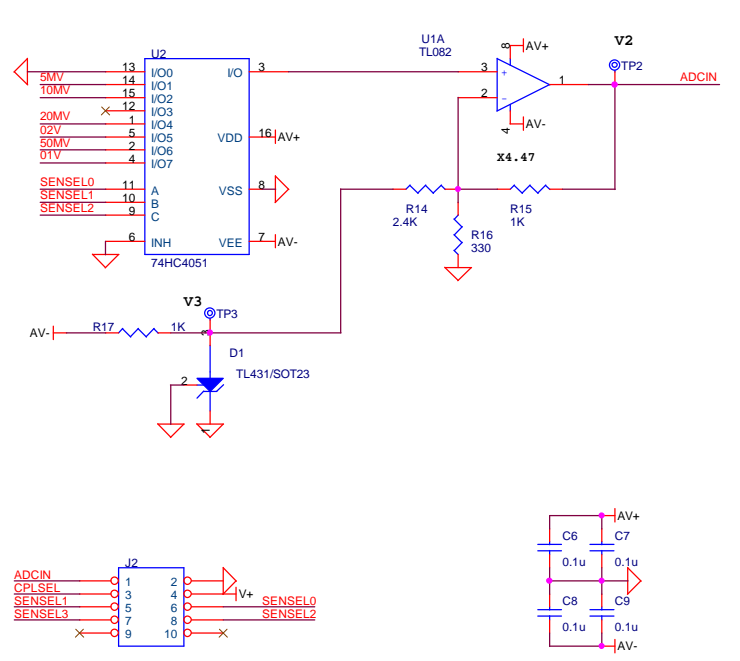 U2
13 I/O0 I/O 3
5MV 14 I/O1
10MV 15 I/O2
12 I/O3
20MV 1 I/O4
02V 5 I/O5 VDD 16 AV+
50MV 2 I/O6
01V 4 I/O7
SENSEL0 11 A VSS 8
SENSEL1 10 B
SENSEL2 9 C
6 INH VEE 7 AV-
74HC4051
U1A
TL082
V2
8 AV+
TP2
3 +
1
ADCIN
2 -
4 AV-
X4.47
R14
2.4K
R15
1K
R16
330
V3
TP3
AV- R17 1K
3
D1
TL431/SOT23
2
1
J2
ADCIN 1 2
CPLSEL 3 4 V+
SENSEL1 5 6 SENSEL0
SENSEL3 7 8 SENSEL2
9 10
AV+
C6 C7
0.1u 0.1u
C8 C9
0.1u 0.1u
AV-